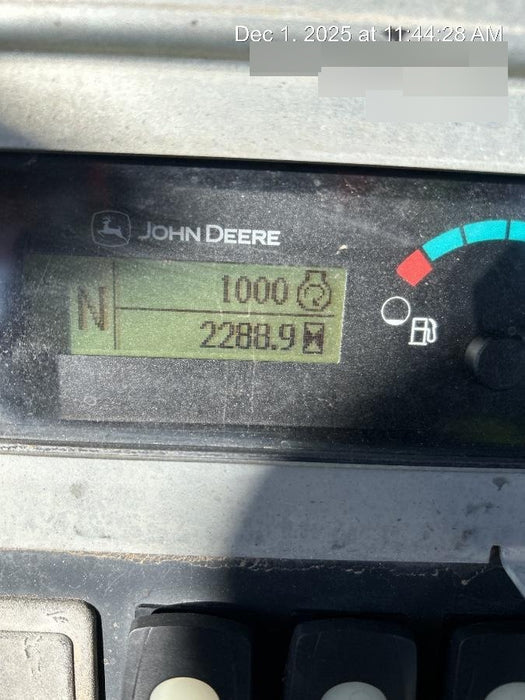 Dec 1, 2025 at 11:44:28 AM
JOHN DEERE
N
1000
2288.9